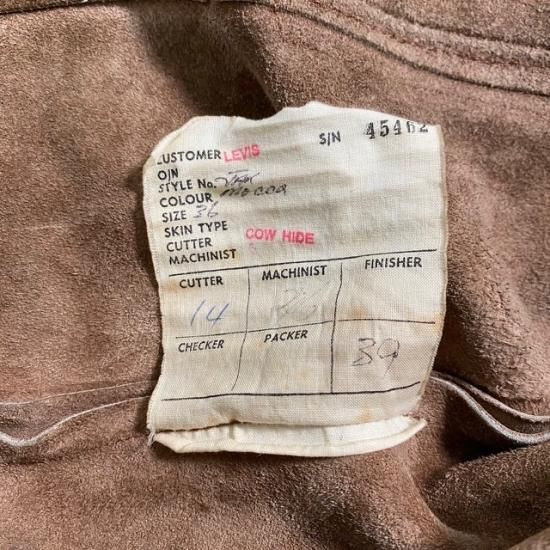 CUSTOMER LEVIS S/N 45462
O/N
STYLE No.
COLOUR Mocca
SIZE 36
SKIN TYPE
CUTTER COW HIDE
MACHINIST
CUTTER MACHINIST FINISHER
14
CHECKER PACKER 39